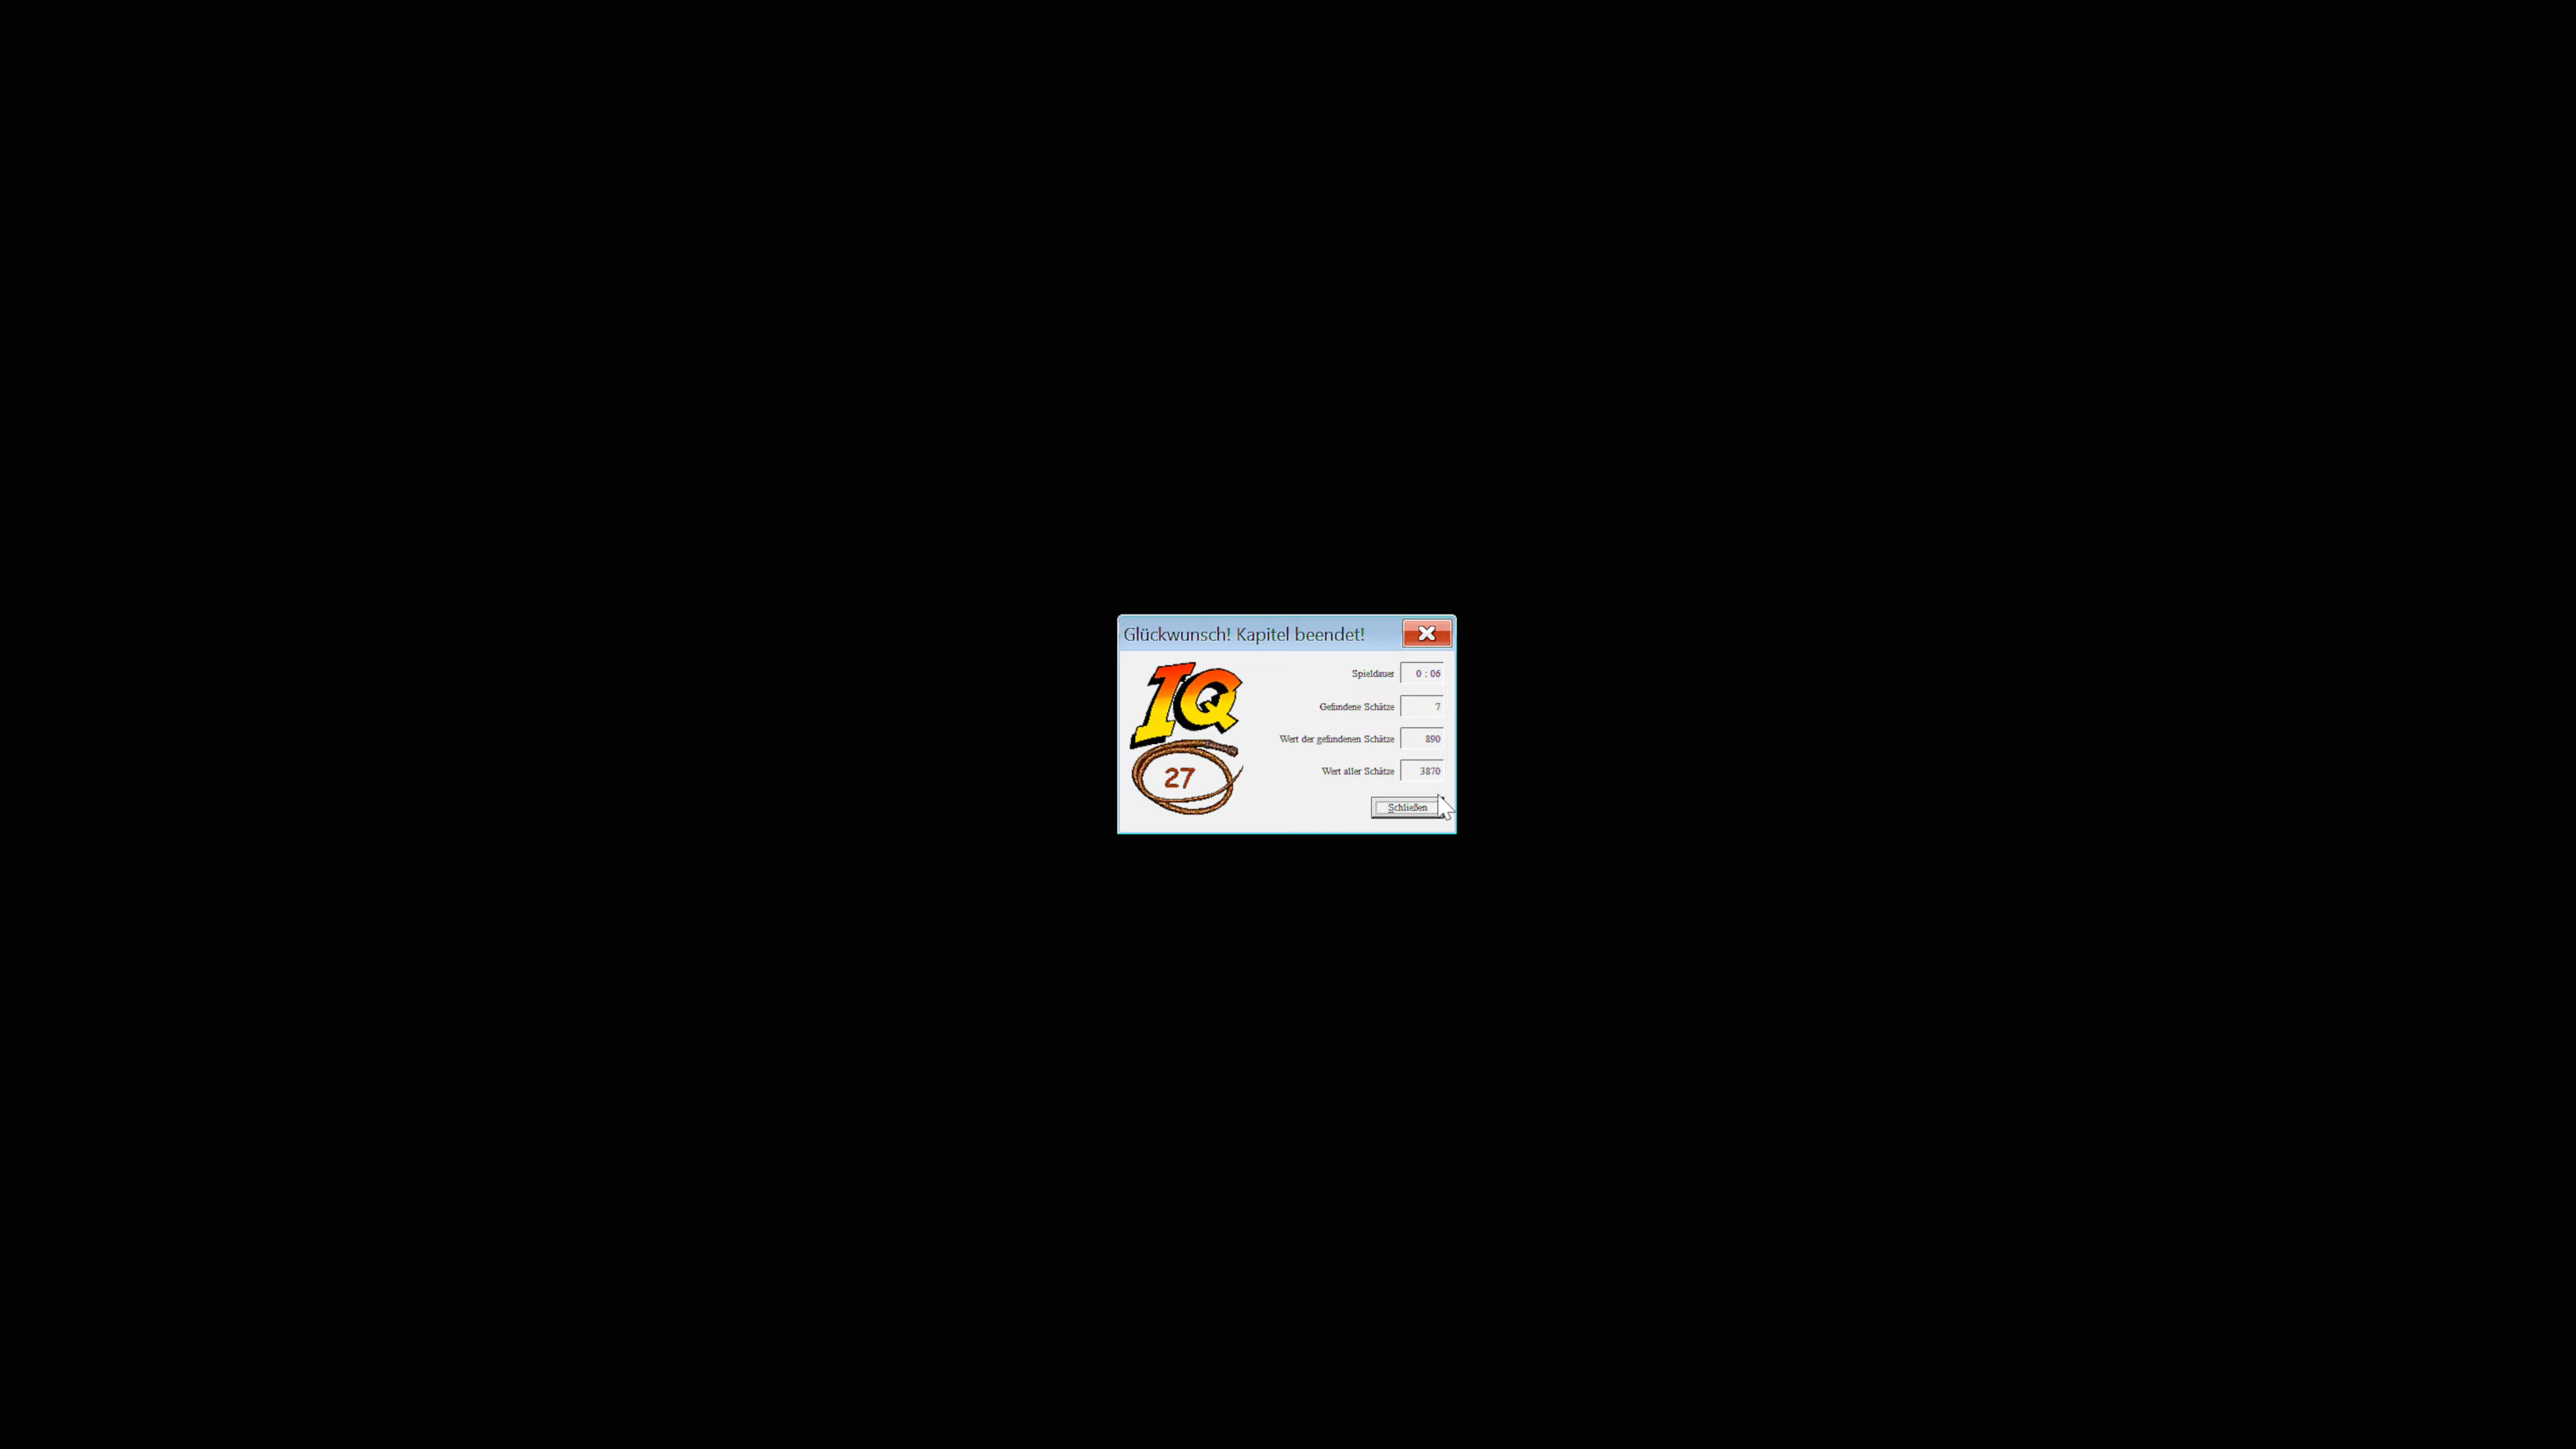 Glückwunsch! Kapitel beendet!
IQ
27
Spieldauer 0 : 06
Gefundene Schätze 7
Wert der gefundenen Schätze 890
Wert aller Schätze 3870
Schließen